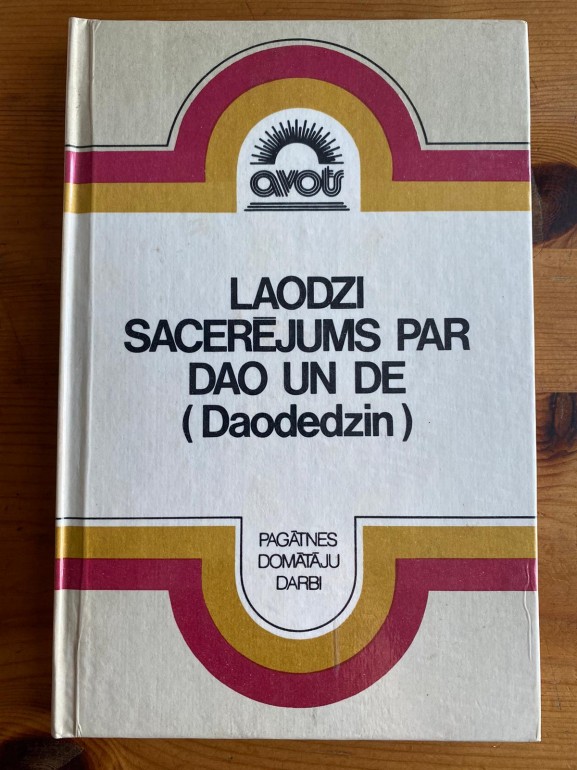 avots
LAODZI
SACERĒJUMS PAR
DAO UN DE
(Daodedzin)
PAGĀTNES
DOMĀTĀJU
DARBI